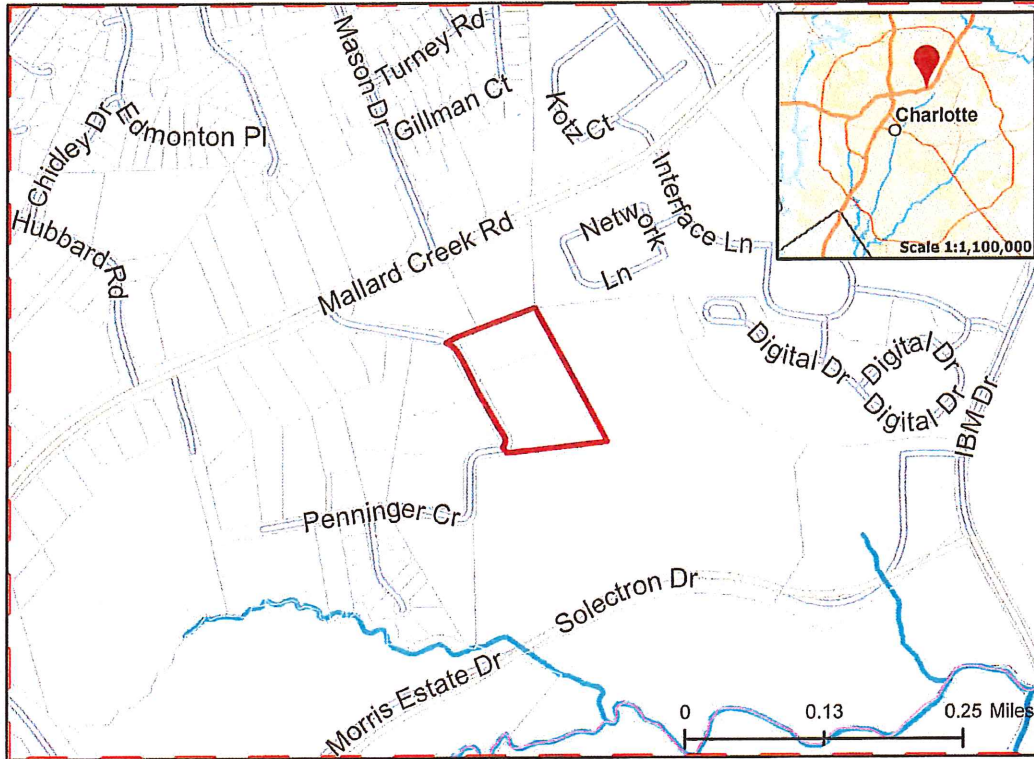 Mason Dr
Turney Rd
Gillman Ct
Kotz Ct
Chidley Dr
Edmonton Pl
Hubbard Rd
Mallard Creek Rd
Network
Ln
Interface Ln
Digital Dr
Digital Dr
Digital Dr
IBM Dr
Penninger Cr
Solectron Dr
Morris Estate Dr
Charlotte
Scale 1:1,100,000
0 0.13 0.25 Miles